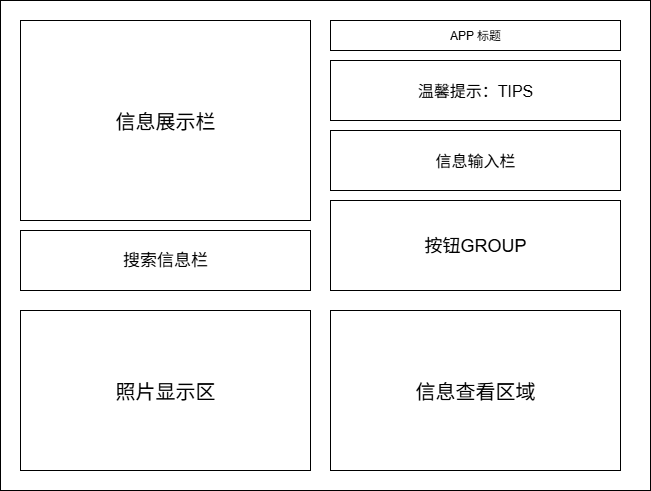 信息展示栏
搜索信息栏
APP 标题
温馨提示：TIPS
信息输入栏
按钮GROUP
照片显示区
信息查看区域